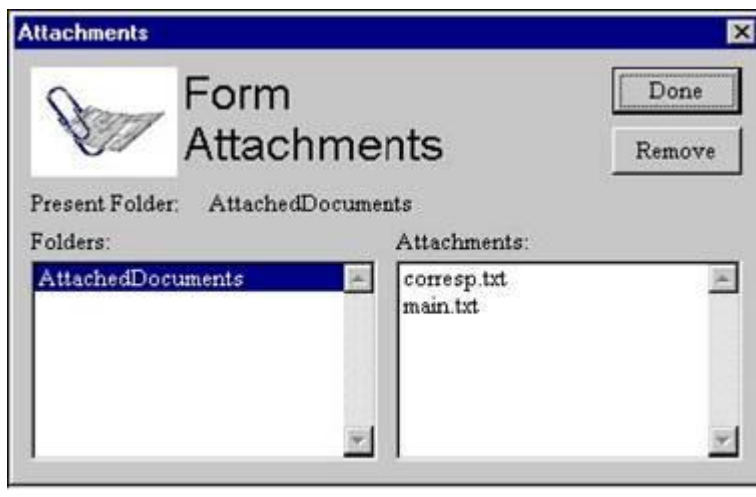 Attachments
Form
Attachments
Done
Remove
Present Folder: AttachedDocuments
Folders:
Attachments:
AttachedDocuments
corresp.txt
main.txt